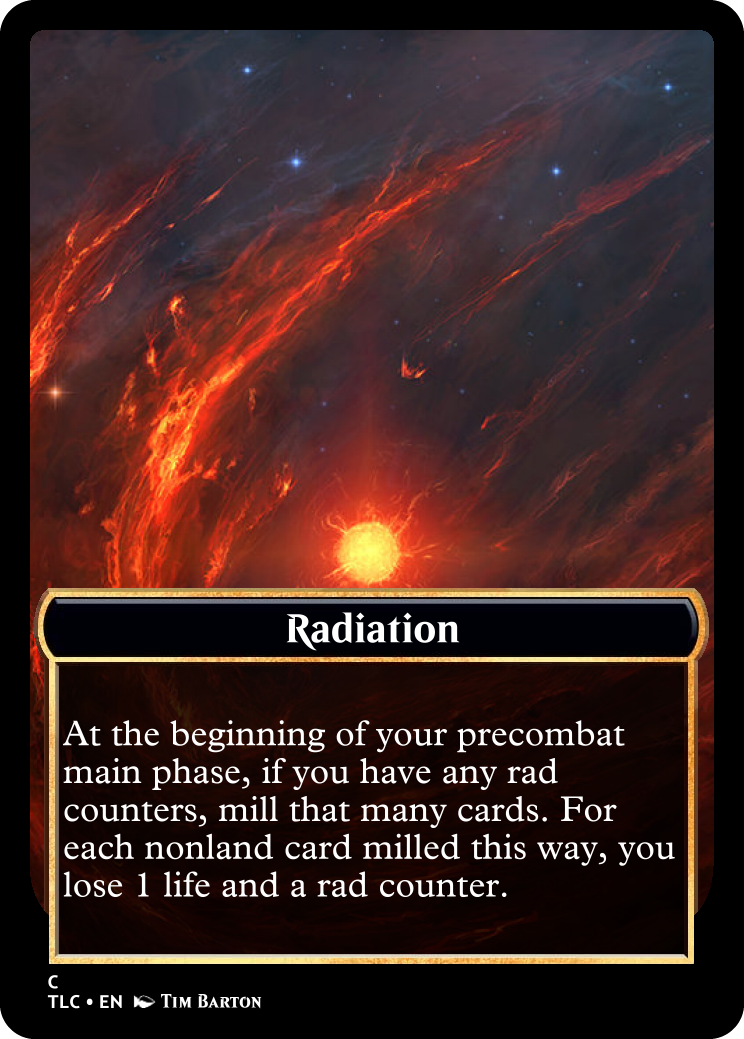 Radiation
At the beginning of your precombat
main phase, if you have any rad
counters, mill that many cards. For
each nonland card milled this way, you
lose 1 life and a rad counter.
C
TLC • EN Tim Barton